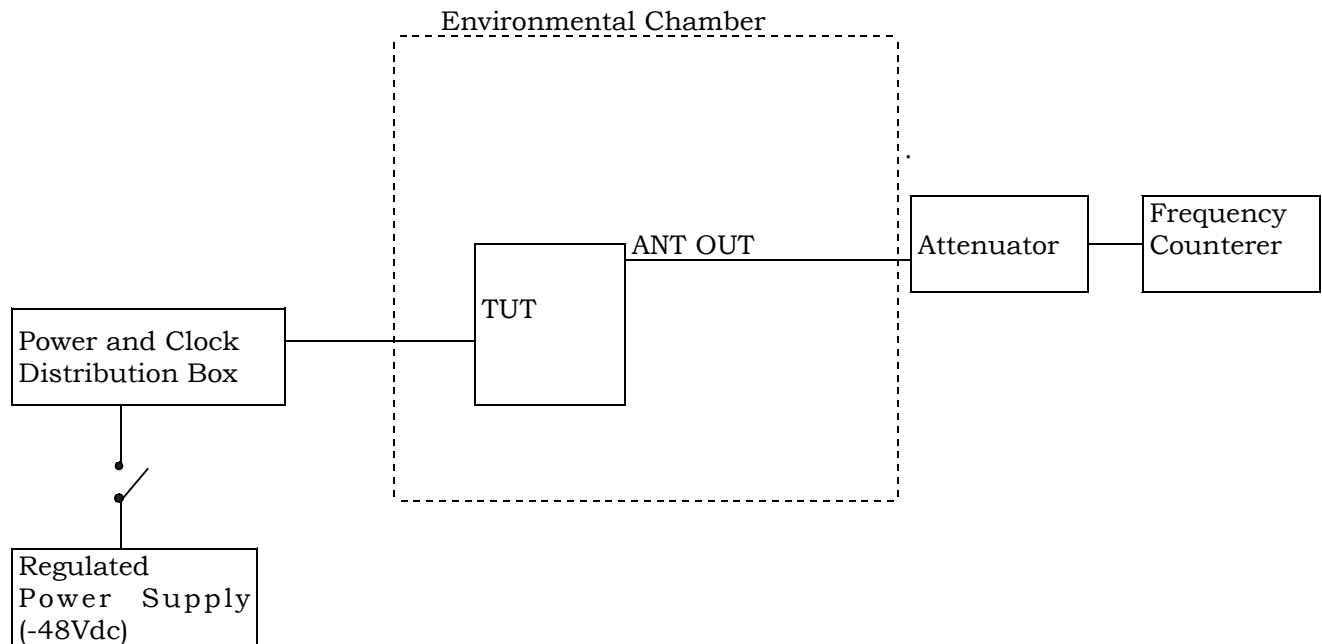 Environmental Chamber
.
Frequency
Counterer
Attenuator
ANT OUT
TUT
Power and Clock
Distribution Box
Regulated
Power Supply
(-48Vdc)